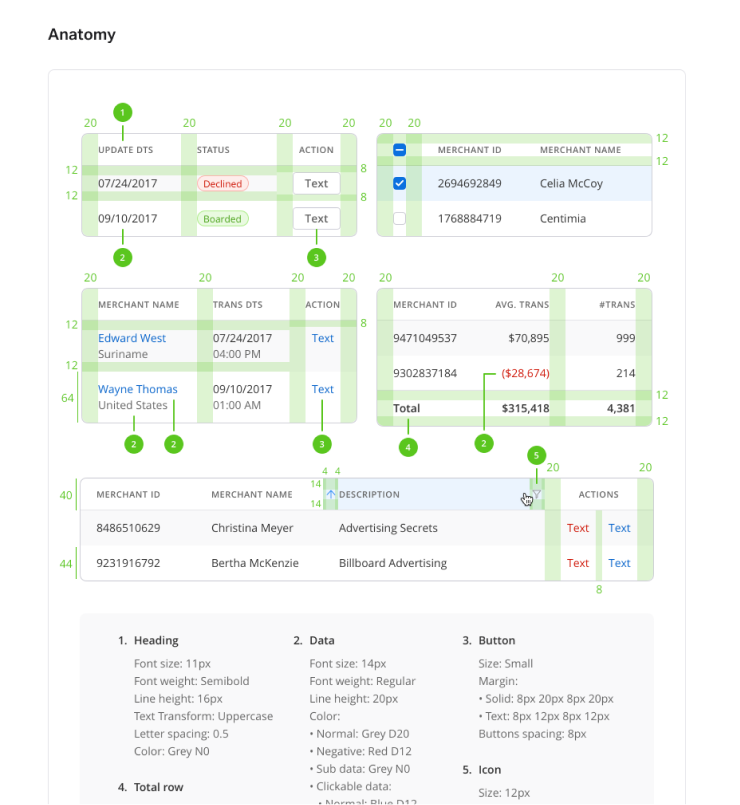 Anatomy
1
20 20 20 20 20 20
UPDATE DTS STATUS ACTION MERCHANT ID MERCHANT NAME 12
12 8 12
07/24/2017 Declined Text 2694692849 Celia McCoy
12 8
09/10/2017 Boarded Text 1768884719 Centimia
2 3
20 20 20 20 20 20 20
MERCHANT NAME TRANS DTS ACTION MERCHANT ID AVG. TRANS #TRANS
12 8
Edward West 07/24/2017 Text 9471049537 $70,895 999
Suriname 04:00 PM
12
9302837184 ($28,674) 214
Wayne Thomas 09/10/2017 Text
64 12
United States 01:00 AM Total $315,418 4,381
12
2 2 3 4 2
5
4 4 20 20
14
40 MERCHANT ID MERCHANT NAME DESCRIPTION ACTIONS
14
8486510629 Christina Meyer Advertising Secrets Text Text
44 9231916792 Bertha McKenzie Billboard Advertising Text Text
8
1. Heading
Font size: 11px
Font weight: Semibold
Line height: 16px
Text Transform: Uppercase
Letter spacing: 0.5
Color: Grey N0
4. Total row
2. Data
Font size: 14px
Font weight: Regular
Line height: 20px
Color:
• Normal: Grey D20
• Negative: Red D12
• Sub data: Grey N0
• Clickable data:
• Normal: Blue D12
3. Button
Size: Small
Margin:
• Solid: 8px 20px 8px 20px
• Text: 8px 12px 8px 12px
Buttons spacing: 8px
5. Icon
Size: 12px